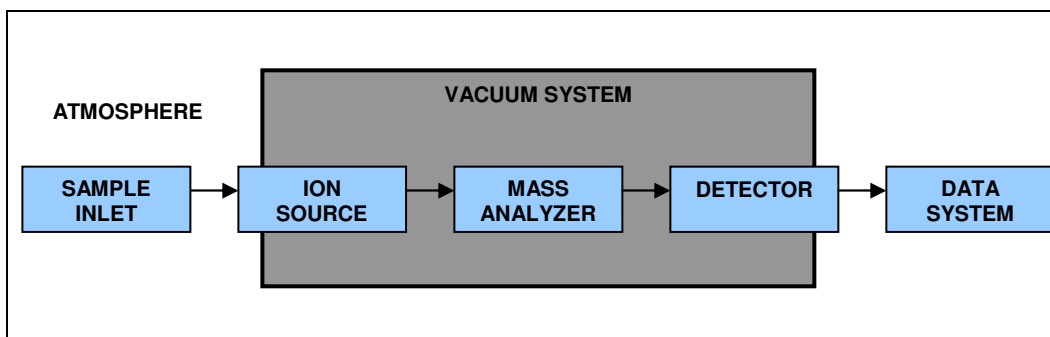 VACUUM SYSTEM
ATMOSPHERE
SAMPLE
INLET
ION
SOURCE
MASS
ANALYZER
DETECTOR
DATA
SYSTEM